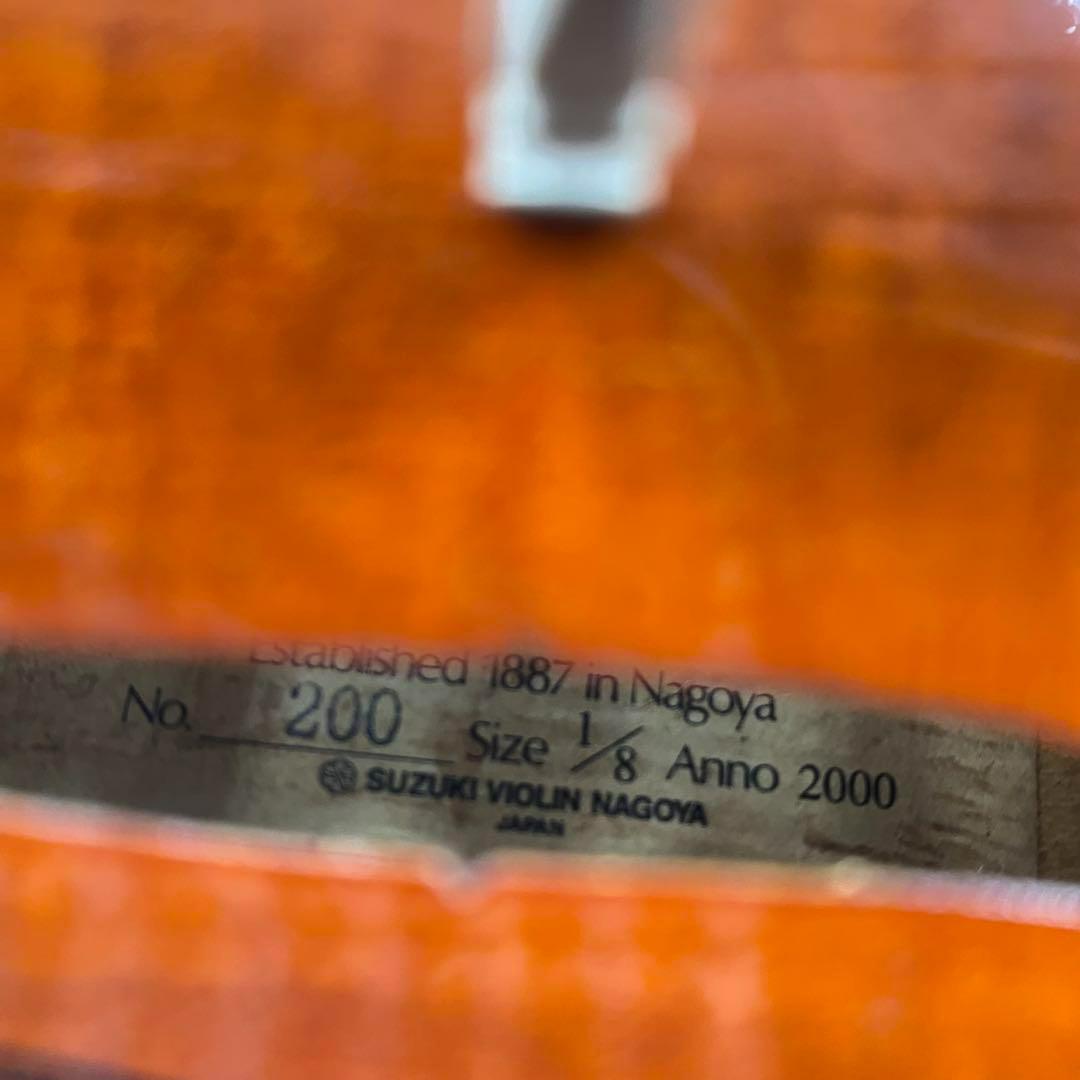 Established 1887 in Nagoya
No. 200 Size 1/8 Anno 2000
SUZUKI VIOLIN NAGOYA
JAPAN